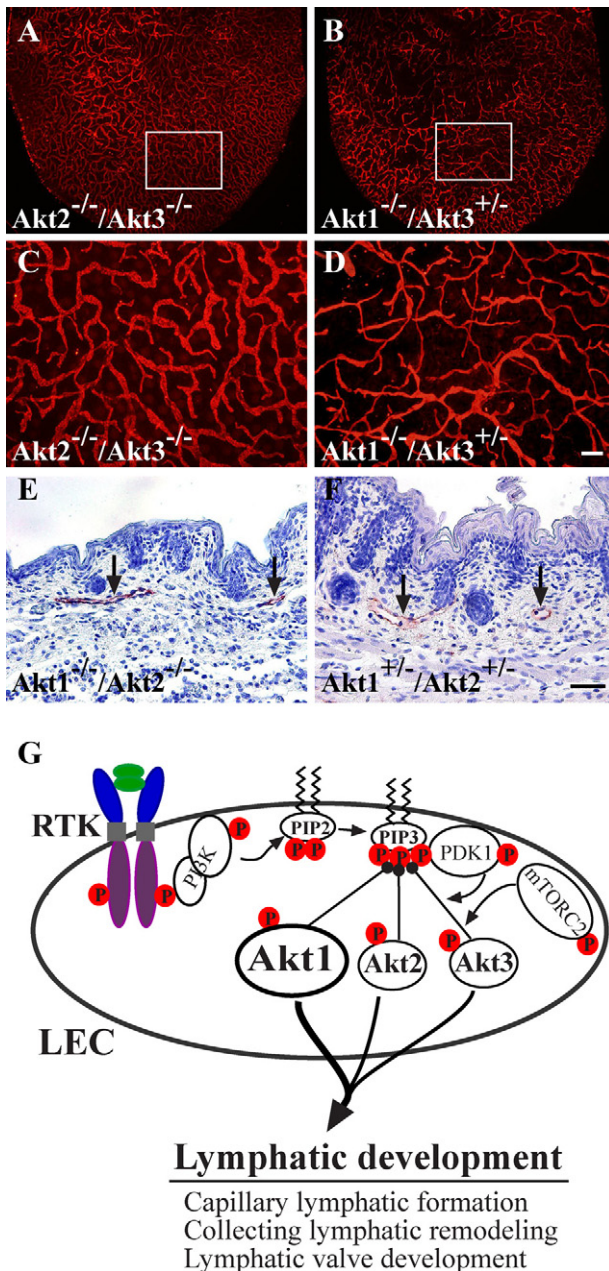 A
Akt2-/-/Akt3-/-
B
Akt1-/-/Akt3+/-
C
Akt2-/-/Akt3-/-
D
Akt1-/-/Akt3+/-
E
Akt1-/-/Akt2-/-
F
Akt1+/-/Akt2+/-
G
RTK
P
P
PI3K
P
PIP2
P P
PIP3
P P P
PDK1
P
mTORC2
P
P
Akt1
P
Akt2
P
Akt3
LEC
Lymphatic development
Capillary lymphatic formation
Collecting lymphatic remodeling
Lymphatic valve development